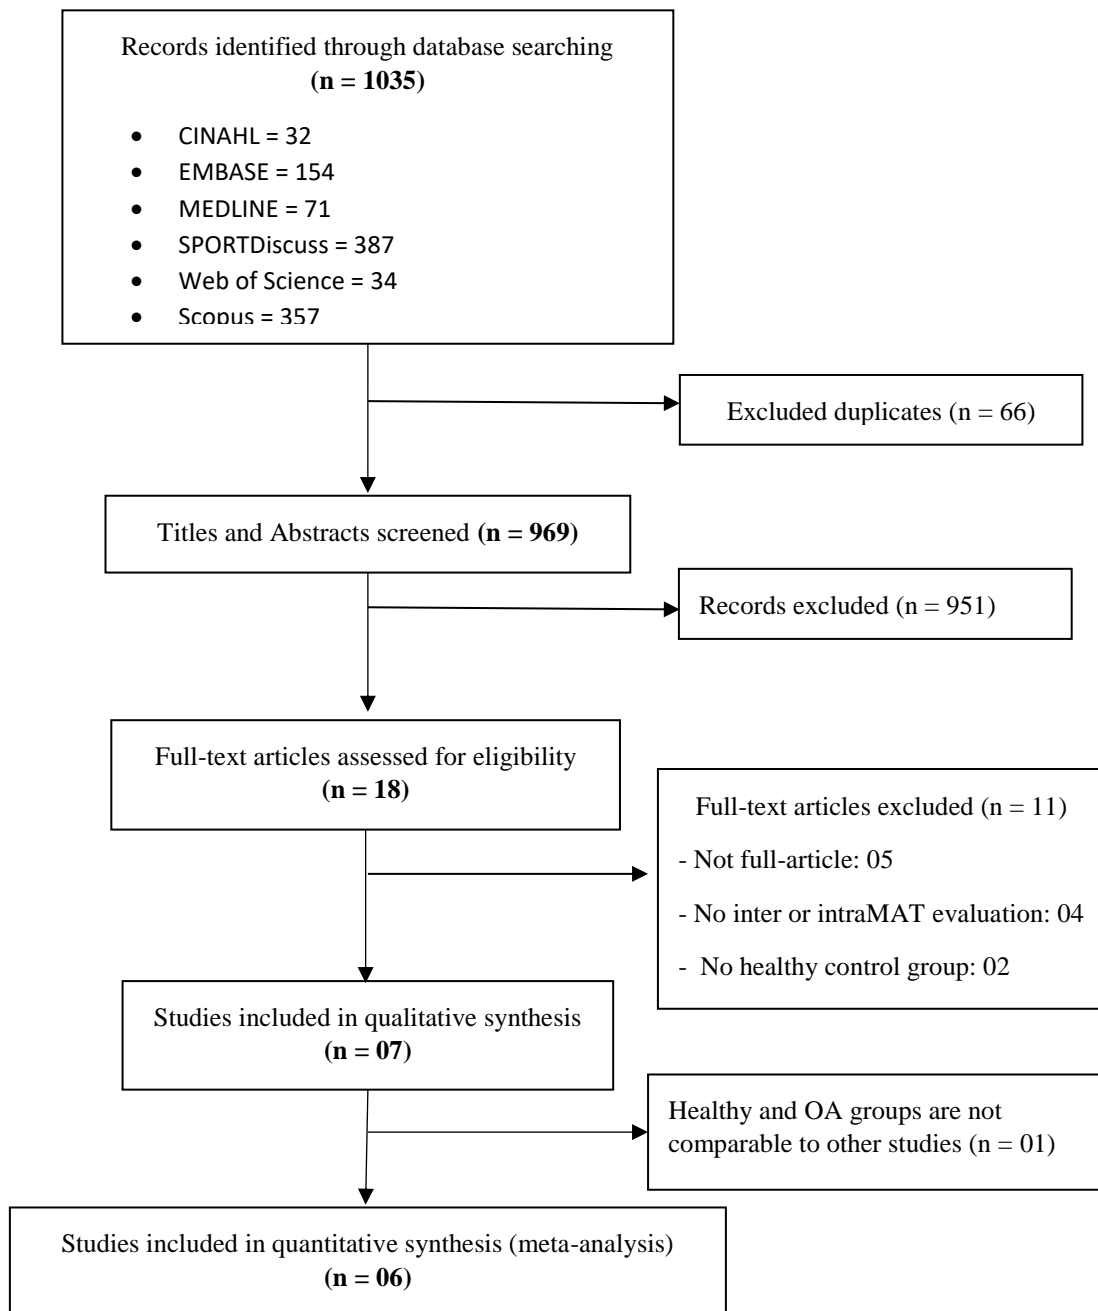 Records identified through database searching
(n = 1035)
• CINAHL = 32
• EMBASE = 154
• MEDLINE = 71
• SPORTDiscuss = 387
• Web of Science = 34
• Scopus = 357
Excluded duplicates (n = 66)
Titles and Abstracts screened (n = 969)
Records excluded (n = 951)
Full-text articles assessed for eligibility
(n = 18)
Full-text articles excluded (n = 11)
- Not full-article: 05
- No inter or intraMAT evaluation: 04
- No healthy control group: 02
Studies included in qualitative synthesis
(n = 07)
Healthy and OA groups are not
comparable to other studies (n = 01)
Studies included in quantitative synthesis (meta-analysis)
(n = 06)